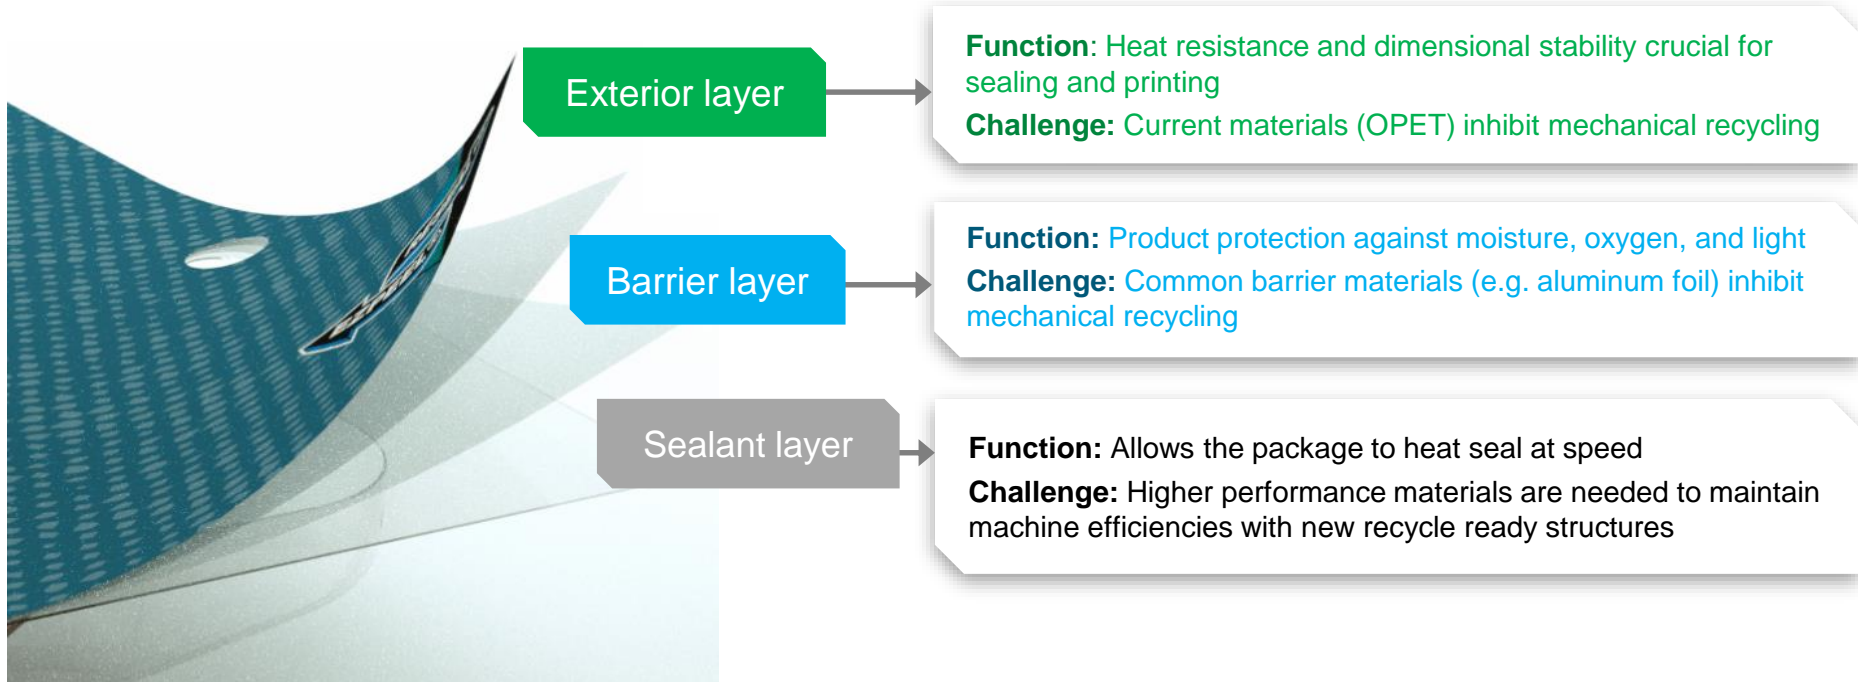 Exterior layer
Function: Heat resistance and dimensional stability crucial for
sealing and printing
Challenge: Current materials (OPET) inhibit mechanical recycling
Barrier layer
Function: Product protection against moisture, oxygen, and light
Challenge: Common barrier materials (e.g. aluminum foil) inhibit
mechanical recycling
Sealant layer
Function: Allows the package to heat seal at speed
Challenge: Higher performance materials are needed to maintain
machine efficiencies with new recycle ready structures